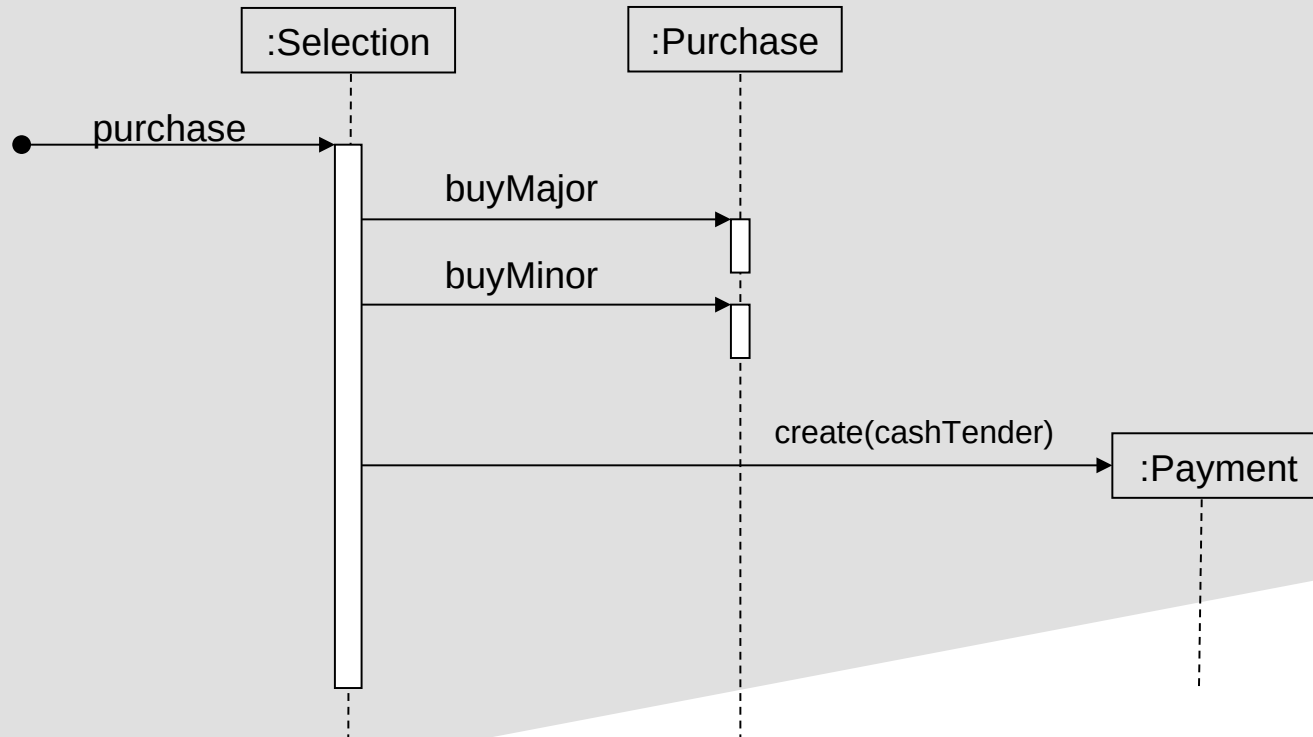 :Selection
:Purchase
purchase
buyMajor
buyMinor
create(cashTender)
:Payment